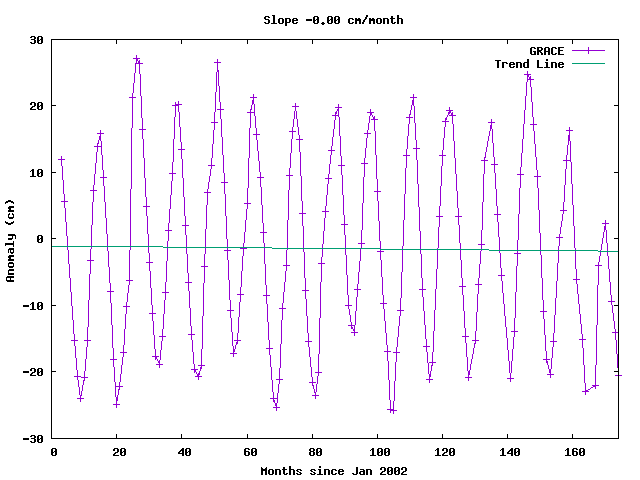 Slope -0.00 cm/month
GRACE
Trend Line
30
20
10
0
-10
-20
-30
Anomaly (cm)
0 20 40 60 80 100 120 140 160
Months since Jan 2002